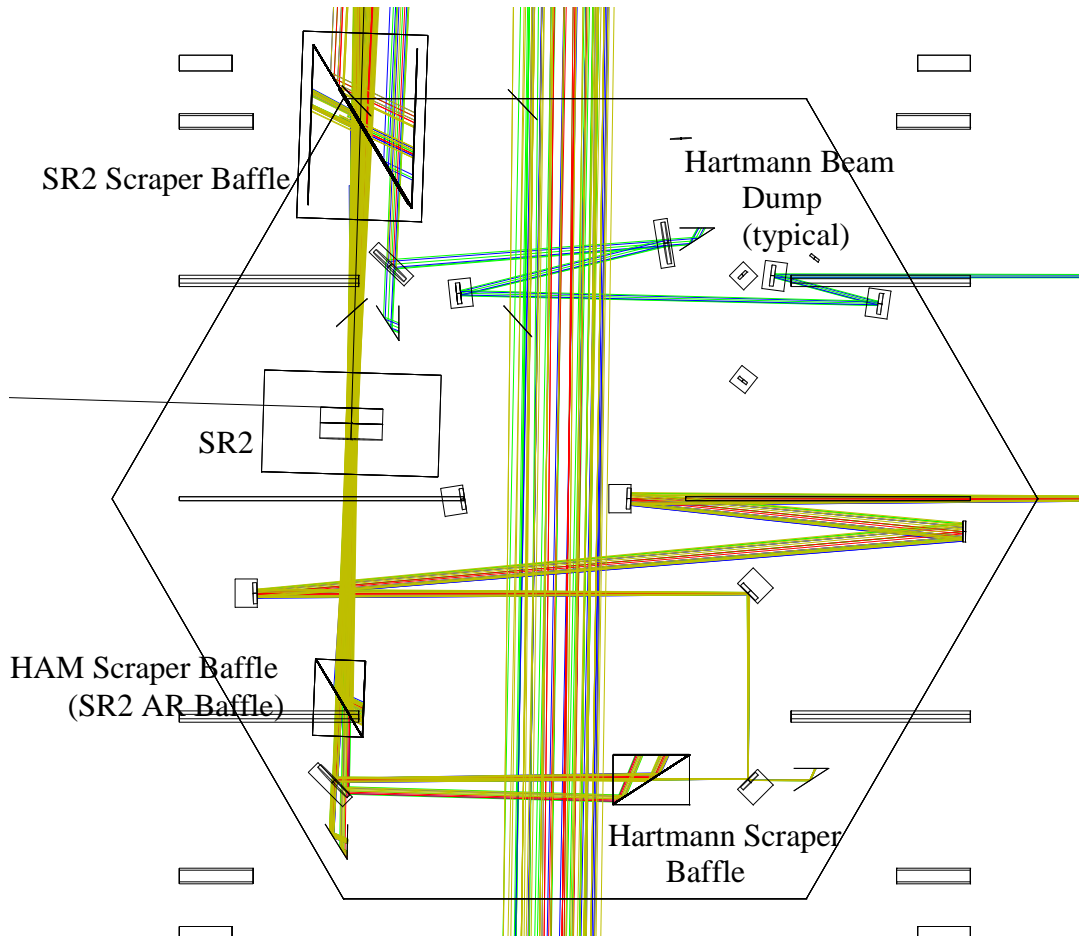 SR2 Scraper Baffle
Hartmann Beam
Dump
(typical)
SR2
HAM Scraper Baffle
(SR2 AR Baffle)
Hartmann Scraper
Baffle